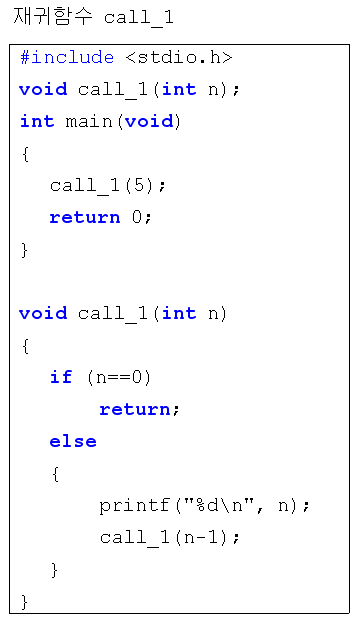 재귀함수 call_1
#include <stdio.h>
void call_1(int n);
int main(void)
{
call_1(5);
return 0;
}
void call_1(int n)
{
if (n==0)
return;
else
{
printf("%d\n", n);
call_1(n-1);
}
}